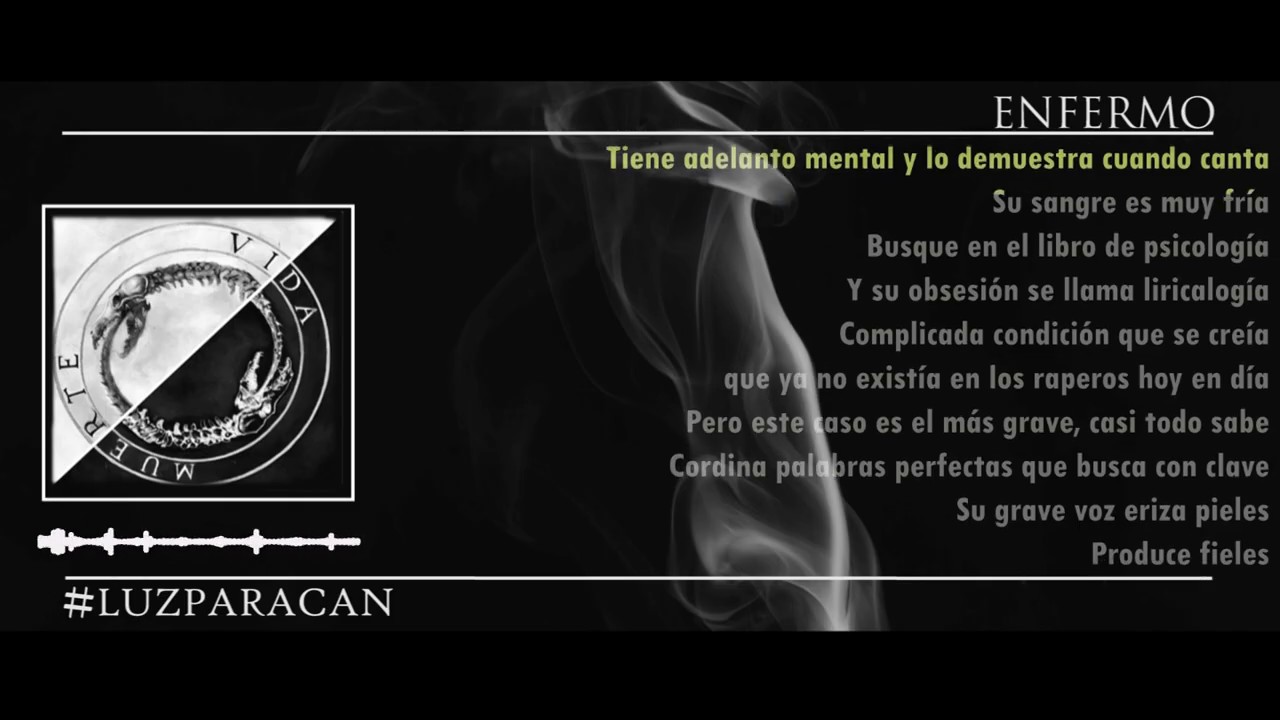 ENFERMO
Tiene adelanto mental y lo demuestra cuando canta
Su sangre es muy fría
Busque en el libro de psicología
Y su obsesión se llama liricalogía
Complicada condición que se creía
que ya no existía en los raperos hoy en día
Pero este caso es el más grave, casi todo sabe
Cordina palabras perfectas que busca con clave
Su grave voz eriza pieles
Produce fieles
VIDA
MUERTE
#LUZPARACAN